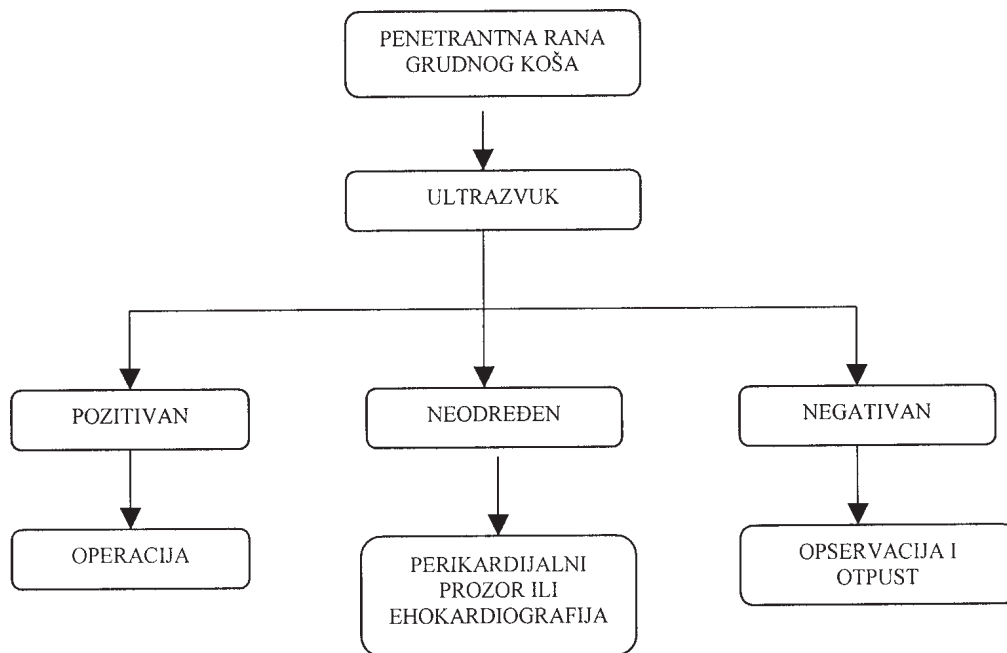 PENETRANTNA RANA
GRUDNOG KOŠA
ULTRAZVUK
POZITIVAN
NEODREĐEN
NEGATIVAN
OPERACIJA
PERIKARDIJALNI
PROZOR ILI
EHOKARDIOGRAFIJA
OPSERVACIJA I
OTPUST